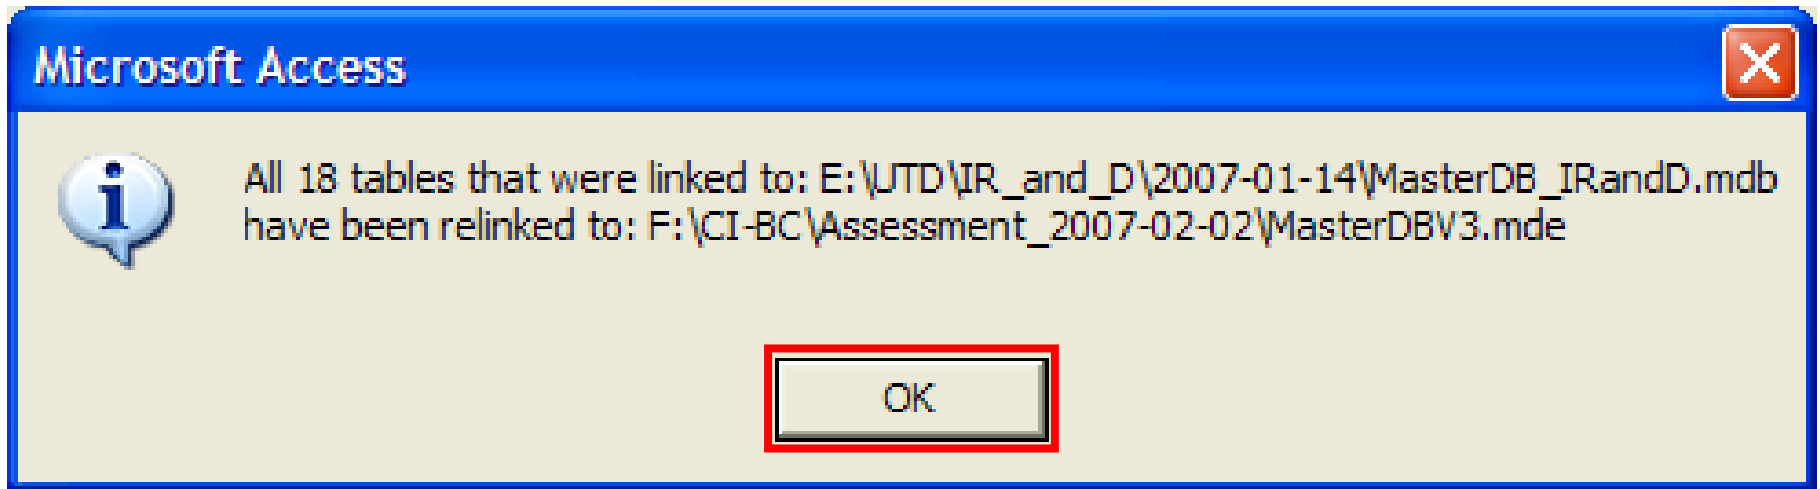 Microsoft Access
All 18 tables that were linked to: E:\UTD\IR_and_D\2007-01-14\MasterDB_IRandD.mdb
have been relinked to: F:\CI-BC\Assessment_2007-02-02\MasterDBV3.mde
OK